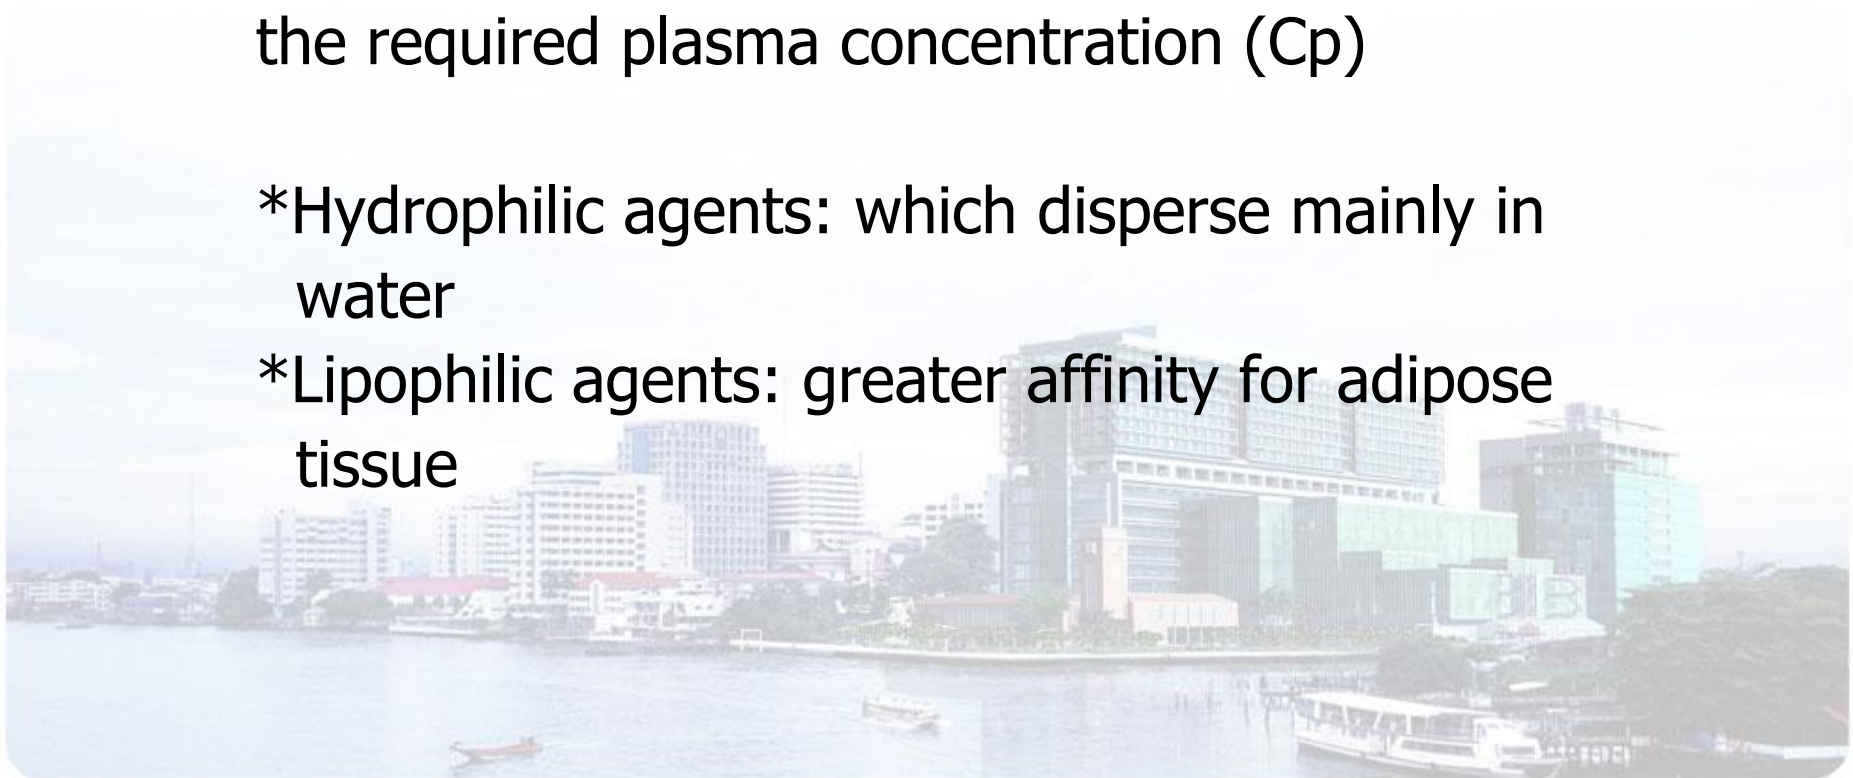 the required plasma concentration (Cp)
*Hydrophilic agents: which disperse mainly in
water
*Lipophilic agents: greater affinity for adipose
tissue